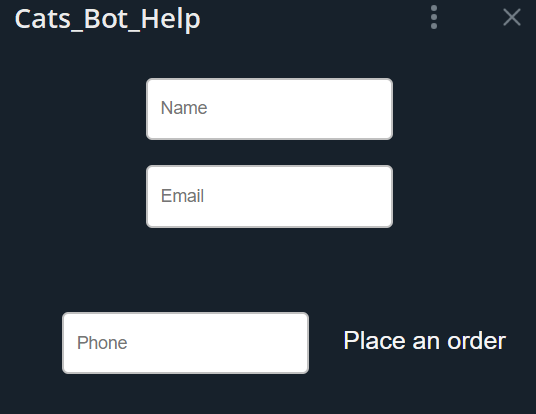 Cats_Bot_Help
Name
Email
Phone
Place an order